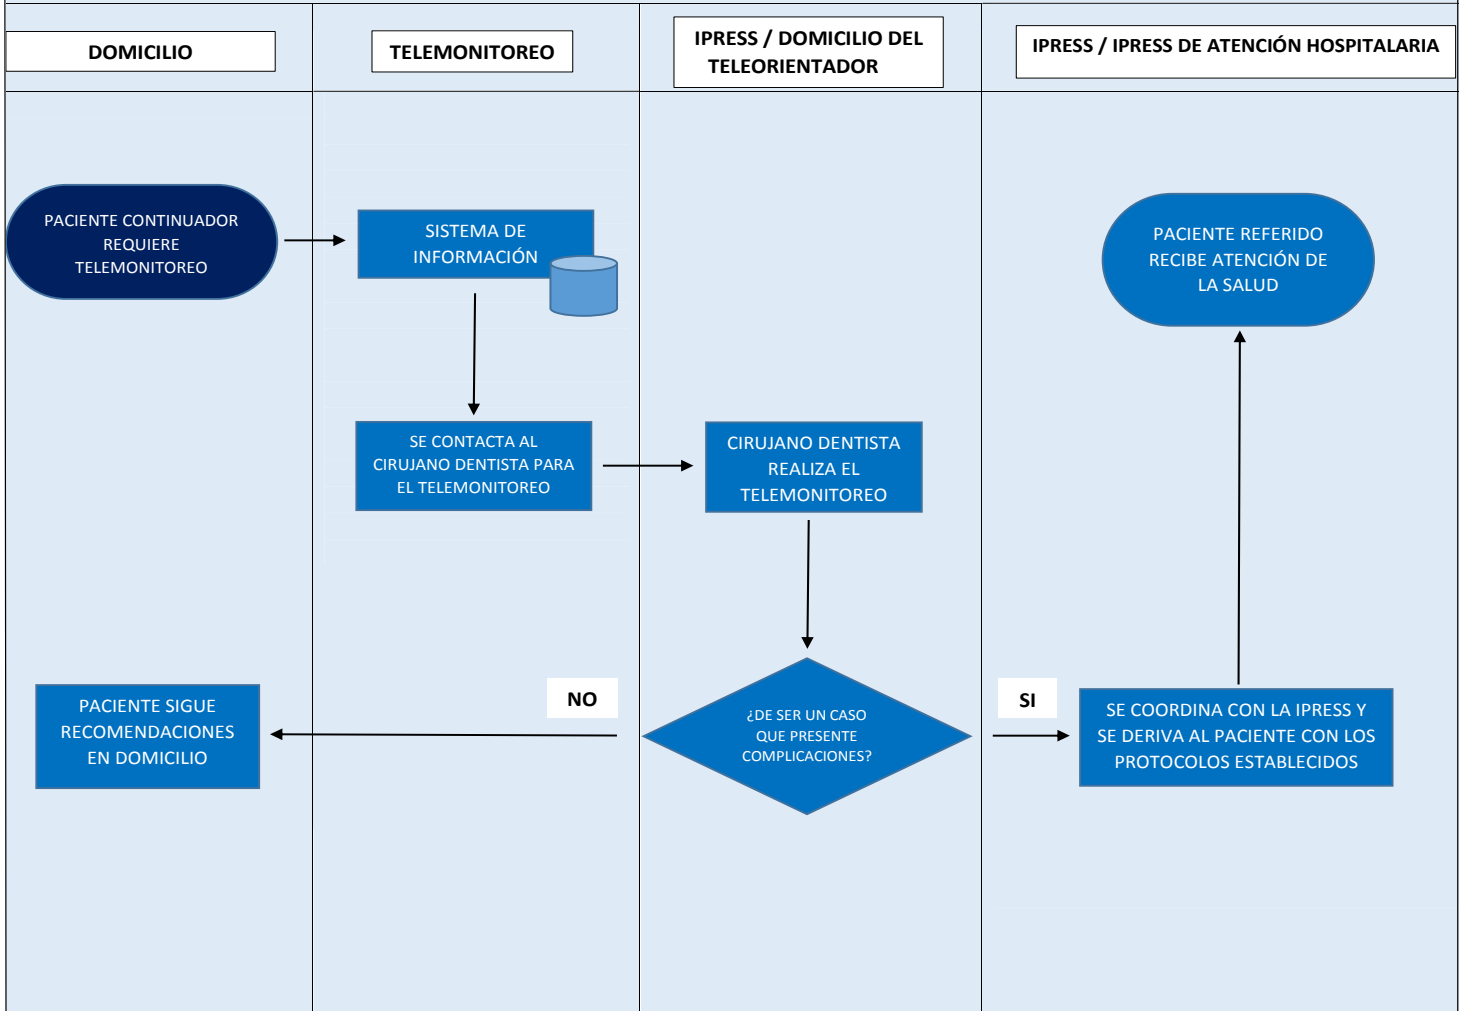 DOMICILIO
TELEMONITOREO
IPRESS / DOMICILIO DEL
TELEORIENTADOR
IPRESS / IPRESS DE ATENCIÓN HOSPITALARIA
PACIENTE CONTINUADOR
REQUIERE
TELEMONITOREO
SISTEMA DE
INFORMACIÓN
PACIENTE REFERIDO
RECIBE ATENCIÓN DE
LA SALUD
SE CONTACTA AL
CIRUJANO DENTISTA PARA
EL TELEMONITOREO
CIRUJANO DENTISTA
REALIZA EL
TELEMONITOREO
PACIENTE SIGUE
RECOMENDACIONES
EN DOMICILIO
NO
¿DE SER UN CASO
QUE PRESENTE
COMPLICACIONES?
SI
SE COORDINA CON LA IPRESS Y
SE DERIVA AL PACIENTE CON LOS
PROTOCOLOS ESTABLECIDOS